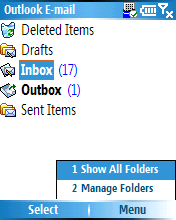 Outlook E-mail
Deleted Items
Drafts
Inbox (17)
Outbox (1)
Sent Items
1 Show All Folders
2 Manage Folders
Select Menu